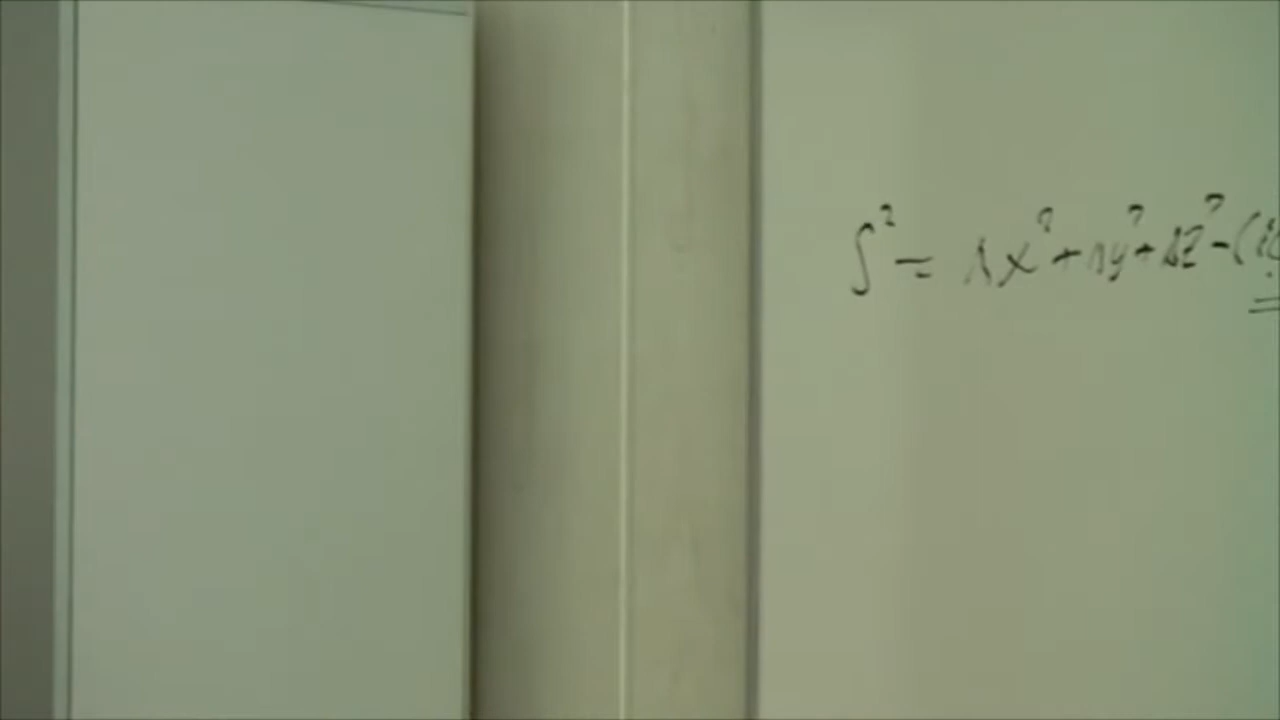 S² = Δx² + Δy² + ΔZ² - (